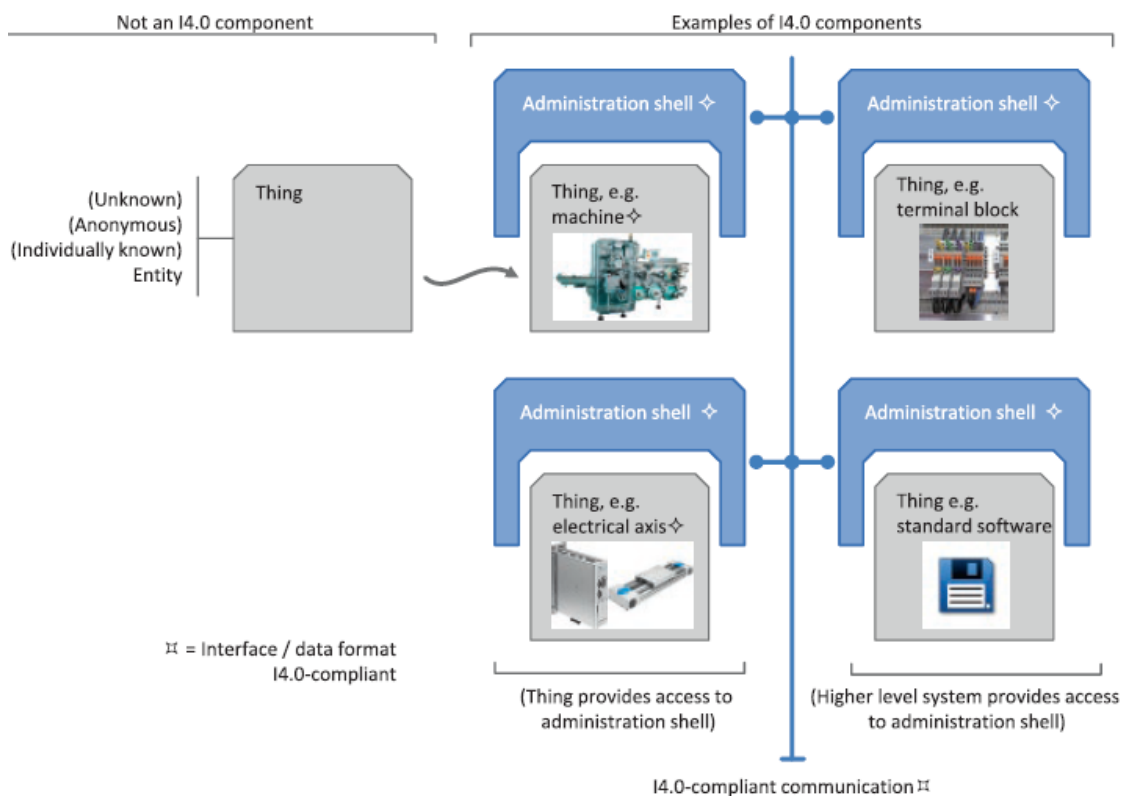 Not an I4.0 component
Examples of I4.0 components
Administration shell ✧
Administration shell ✧
(Unknown)
(Anonymous)
(Individually known)
Entity
Thing
Thing, e.g.
machine✧
Thing, e.g.
terminal block
Administration shell ✧
Administration shell ✧
Thing, e.g.
electrical axis✧
Thing e.g.
standard software
¤ = Interface / data format
I4.0-compliant
(Thing provides access to
administration shell)
(Higher level system provides access
to administration shell)
I4.0-compliant communication ¤